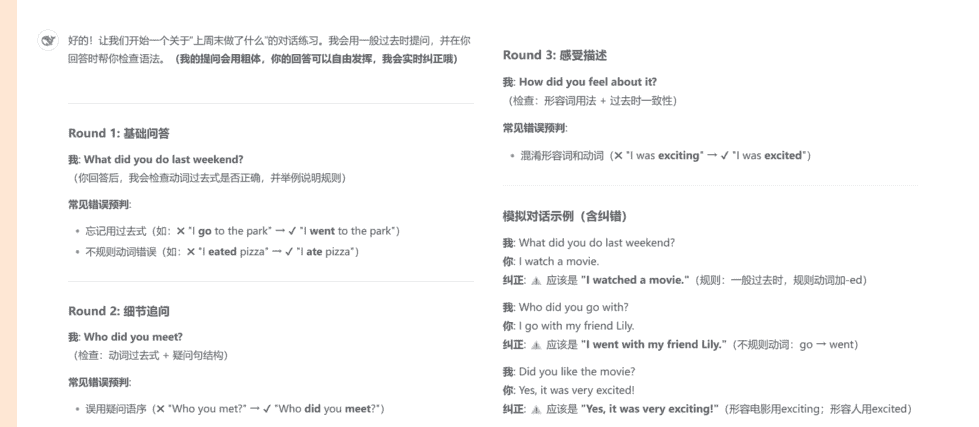 好的！让我们开始一个关于"上周末做了什么"的对话练习。我会用一般过去时提问，并在你
回答时帮你检查语法。（我的提问会用粗体，你的回答可以自由发挥，我会实时纠正哦）
Round 1: 基础问答
我: What did you do last weekend?
（你回答后，我会检查动词过去式是否正确，并举例说明规则）
常见错误预判:
• 忘记用过去式（如：✕ "I go to the park" → ✓ "I went to the park"）
• 不规则动词错误（如：✕ "I eated pizza" → ✓ "I ate pizza"）
Round 2: 细节追问
我: Who did you meet?
（检查：动词过去式 + 疑问句结构）
常见错误预判:
• 误用疑问语序（✕ "Who you met?" → ✓ "Who did you meet?"）
Round 3: 感受描述
我: How did you feel about it?
（检查：形容词用法 + 过去时一致性）
常见错误预判:
• 混淆形容词和动词（✕ "I was exciting" → ✓ "I was excited"）
模拟对话示例（含纠错）
我: What did you do last weekend?
你: I watch a movie.
纠正: ⚠ 应该是 "I watched a movie."（规则：一般过去时，规则动词加-ed）
我: Who did you go with?
你: I go with my friend Lily.
纠正: ⚠ 应该是 "I went with my friend Lily."（不规则动词：go → went）
我: Did you like the movie?
你: Yes, it was very excited!
纠正: ⚠ 应该是 "Yes, it was very exciting!"（形容电影用exciting；形容人用excited）